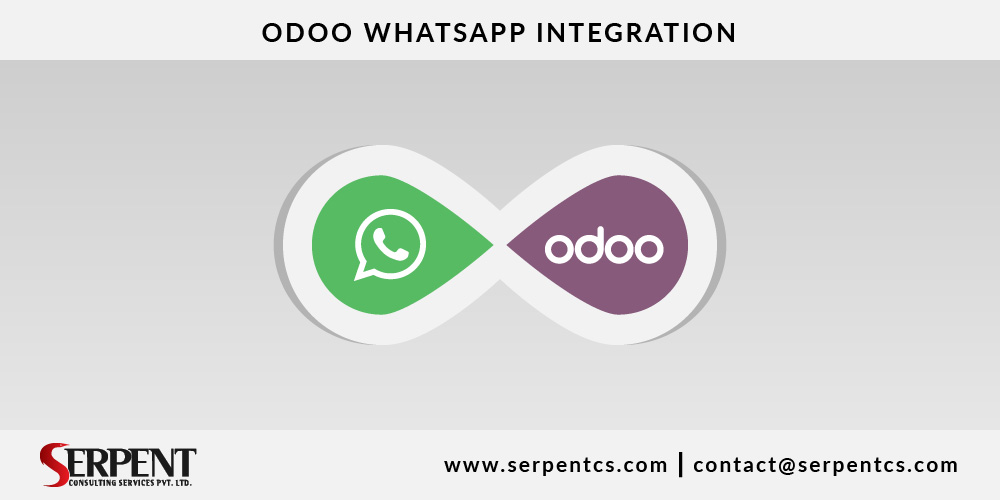 ODOO WHATSAPP INTEGRATION
odoo
SERPENT
CONSULTING SERVICES PVT. LTD.
www.serpentcs.com | contact@serpentcs.com